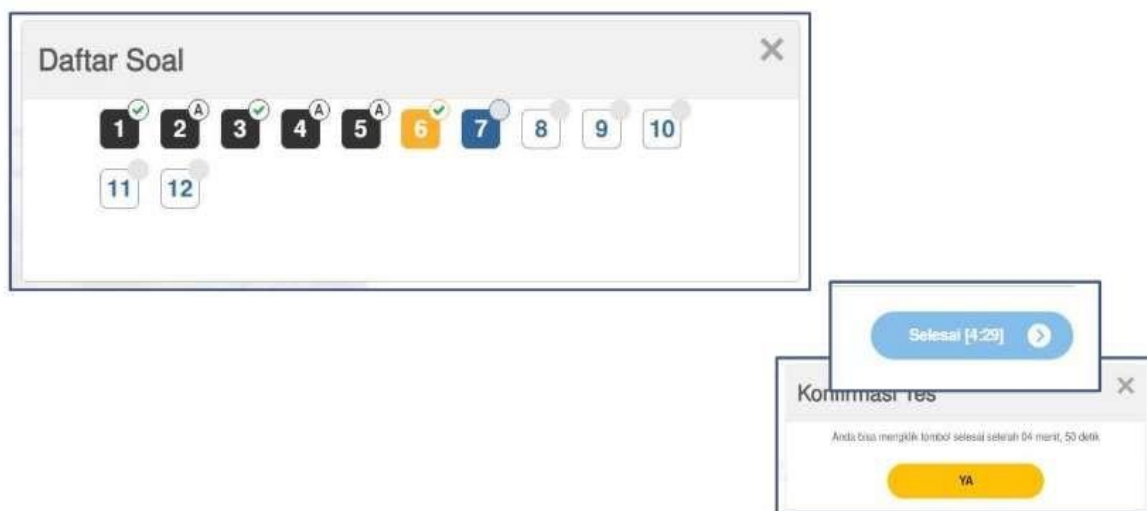 Daftar Soal
1 2 A 3 4 A 5 A 6 7 8 9 10
11 12
Selesai [4:29]
Konfirmasi Tes
Anda bisa mengklik tombol selesai setelah 04 menit, 50 detik
YA